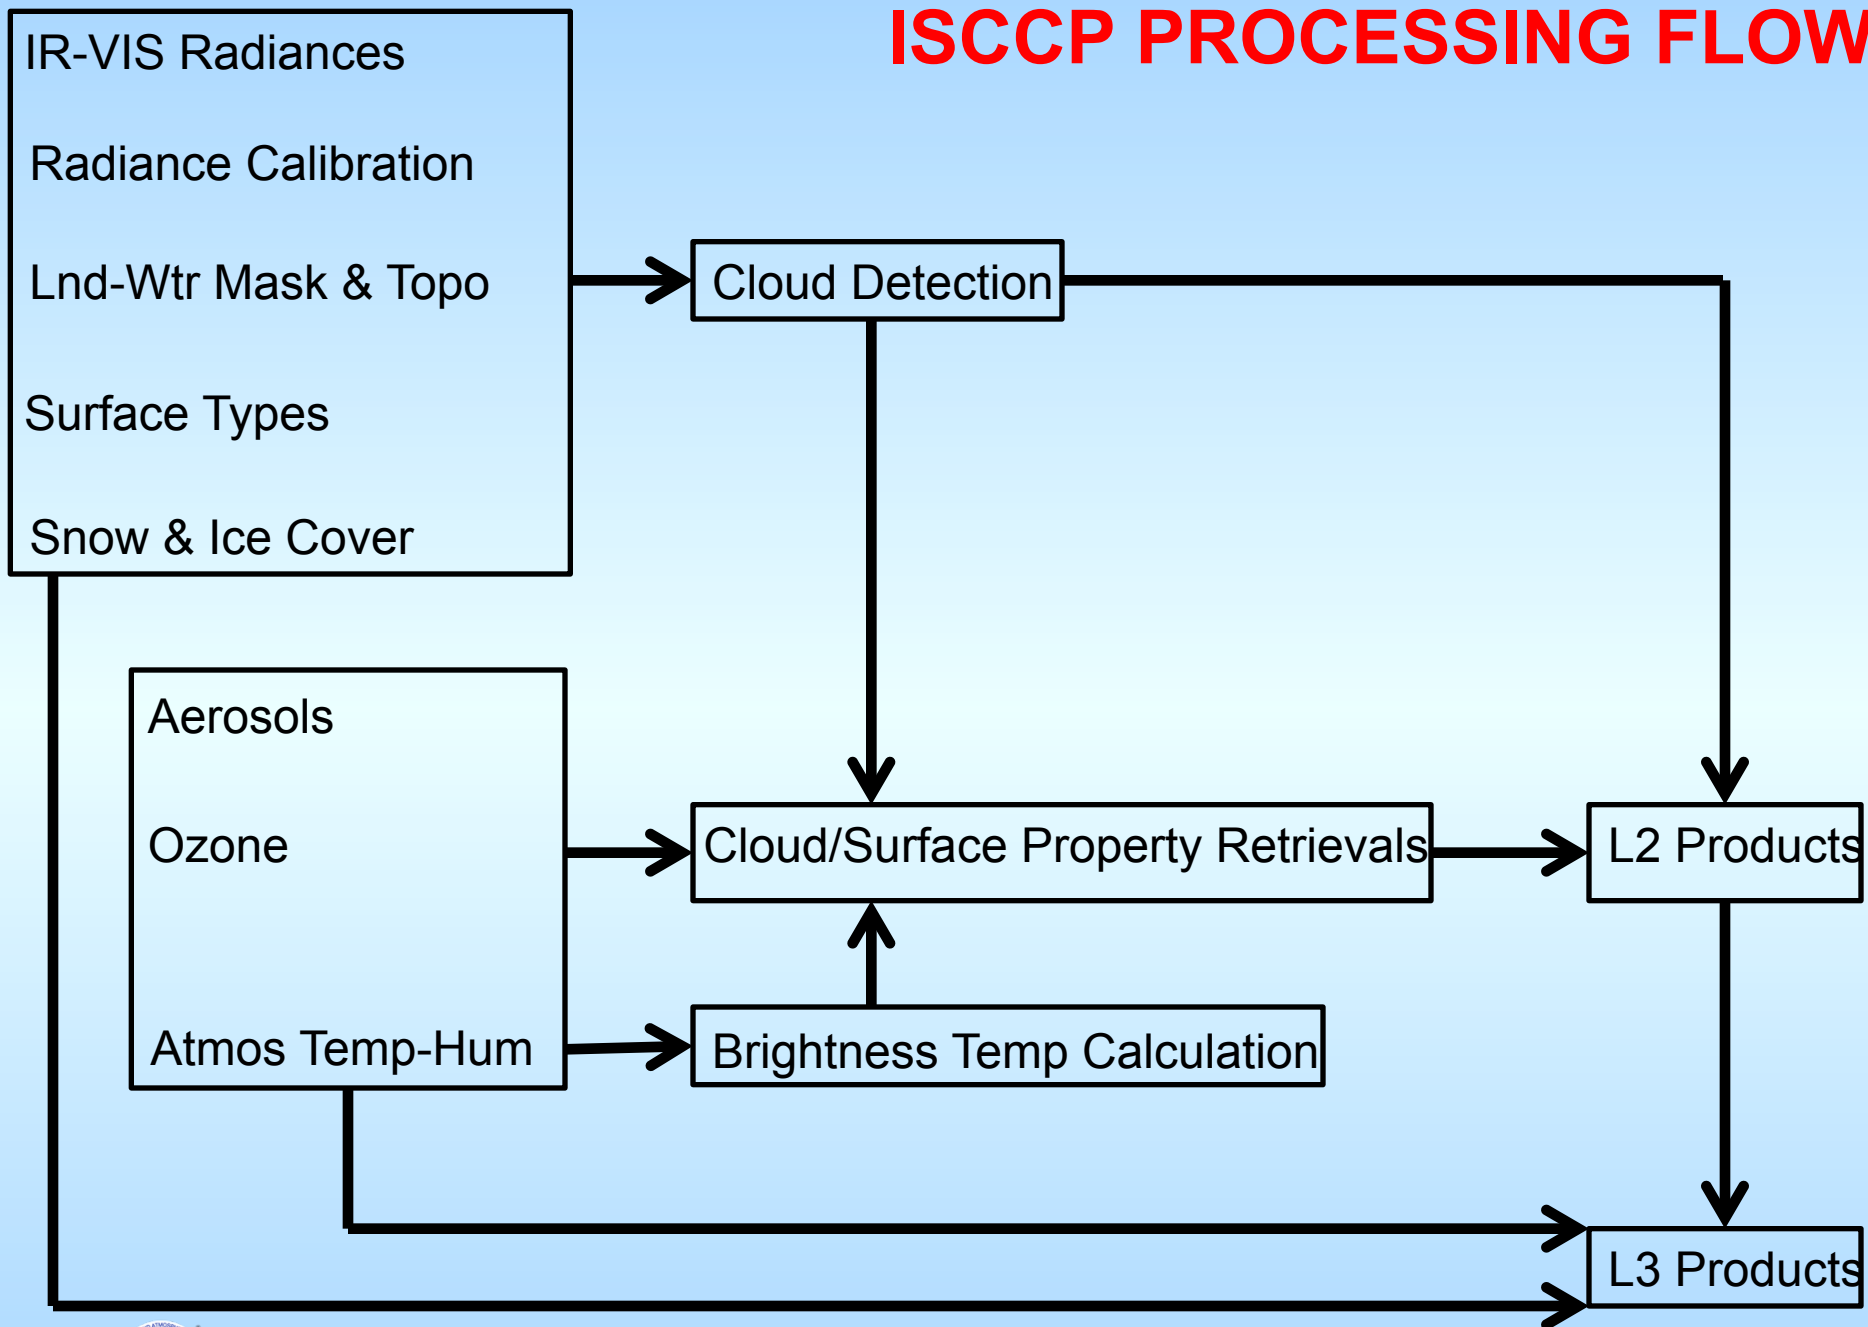 ISCCP PROCESSING FLOW
IR-VIS Radiances
Radiance Calibration
Lnd-Wtr Mask & Topo
Surface Types
Snow & Ice Cover
Cloud Detection
Aerosols
Ozone
Atmos Temp-Hum
Cloud/Surface Property Retrievals
Brightness Temp Calculation
L2 Products
L3 Products